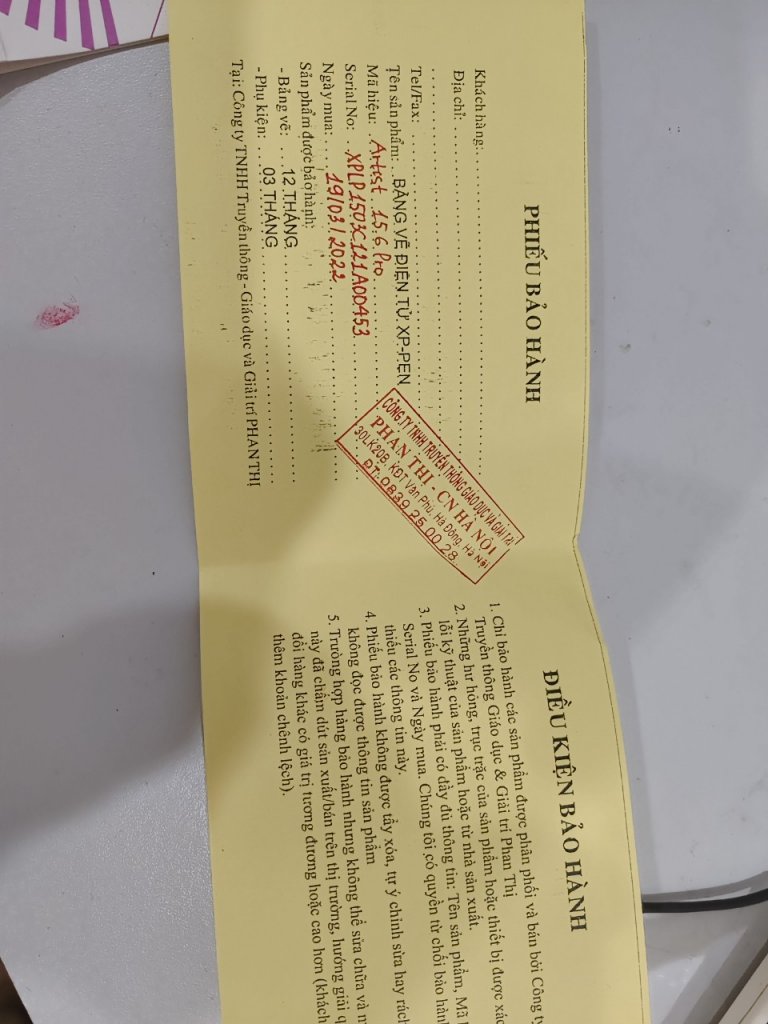 PHIẾU BẢO HÀNH
Khách hàng:
Địa chỉ:
Tel/Fax:
Tên sản phẩm: BẢNG VẼ ĐIỆN TỬ XP-PEN
Mã hiệu: Artist 15.6 Pro
Serial No: XPLP1503C121A00453
Ngày mua: 19/03/2022
Sản phẩm được bảo hành:
- Bảng vẽ: 12 THÁNG
- Phụ kiện: 03 THÁNG
Tại: Công ty TNHH Truyền thông - Giáo dục và Giải trí PHAN THỊ
CÔNG TY TNHH TRUYỀN THÔNG GIÁO DỤC VÀ GIẢI TRÍ
PHAN THỊ - CN HÀ NỘI
30LK20B, KĐT Văn Phú, Hà Đông, Hà Nội
ĐT: 0839 25 00 28
ĐIỀU KIỆN BẢO HÀNH
1. Chỉ bảo hành các sản phẩm được phân phối và bán bởi Công ty
Truyền thông Giáo dục & Giải trí Phan Thị
2. Những hư hỏng, trục trặc của sản phẩm hoặc thiết bị được xác
lỗi kỹ thuật của sản phẩm hoặc từ nhà sản xuất.
3. Phiếu bảo hành phải có đầy đủ thông tin: Tên sản phẩm, Mã
Serial No và Ngày mua. Chúng tôi có quyền từ chối bảo hành
thiếu các thông tin này.
4. Phiếu bảo hành không được tẩy xóa, tự ý chỉnh sửa hay rách
không đọc được thông tin sản phẩm
5. Trường hợp hàng bảo hành nhưng không thể sửa chữa và
này đã chấm dứt sản xuất/bán trên thị trường, hướng giải
đổi hàng khác có giá trị tương đương hoặc cao hơn (khách
thêm khoản chênh lệch).